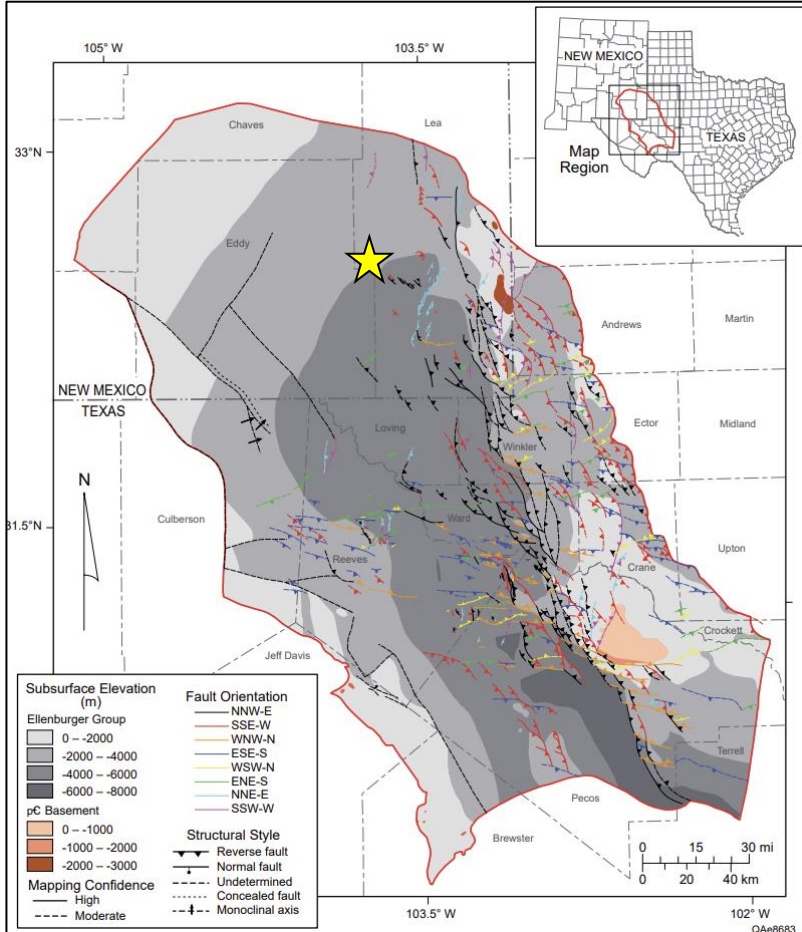 105° W
103.5° W
NEW MEXICO
TEXAS
Map
Region
33°N
Chaves
Lea
Eddy
Andrews
Martin
NEW MEXICO
TEXAS
Loving
Winkler
Ector
Midland
N
Culberson
31.5°N
Ward
Reeves
Crane
Upton
Crockett
Jeff Davis
Terrell
Pecos
Brewster
Subsurface Elevation
(m)
Ellenburger Group
0 – -2000
-2000 – -4000
-4000 – -6000
-6000 – -8000
pЄ Basement
0 – -1000
-1000 – -2000
-2000 – -3000
Mapping Confidence
High
Moderate
Fault Orientation
NNW-E
SSE-W
WNW-N
ESE-S
WSW-N
ENE-S
NNE-E
SSW-W
Structural Style
Reverse fault
Normal fault
Undetermined
Concealed fault
Monoclinal axis
0 15 30 mi
0 20 40 km
103.5° W
102° W
QAe8683